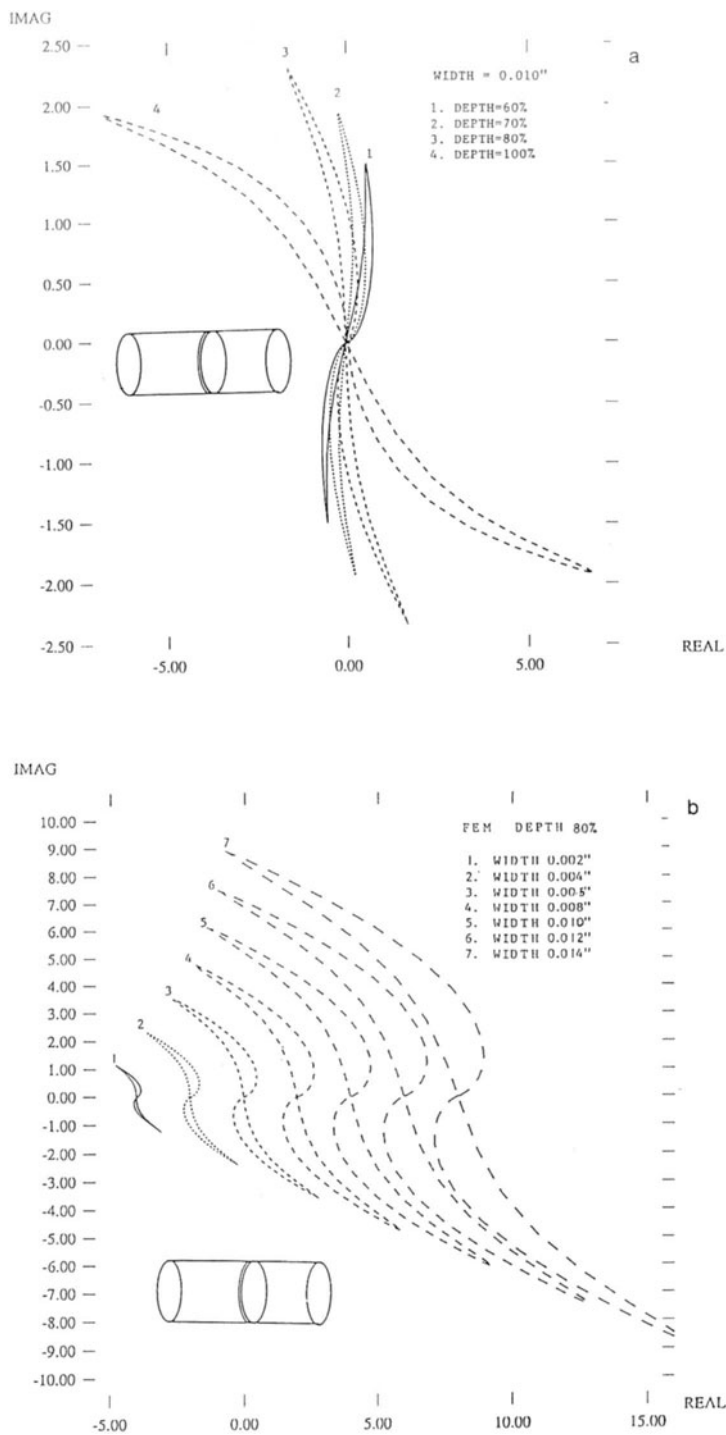 IMAG
a
2.50
2.00
1.50
1.00
0.50
0.00
-0.50
-1.00
-1.50
-2.00
-2.50
3
2
4
1
WIDTH = 0.010"
1. DEPTH=60%
2. DEPTH=70%
3. DEPTH=80%
4. DEPTH=100%
-5.00
0.00
5.00
REAL
IMAG
b
10.00
9.00
8.00
7.00
6.00
5.00
4.00
3.00
2.00
1.00
0.00
-1.00
-2.00
-3.00
-4.00
-5.00
-6.00
-7.00
-8.00
-9.00
-10.00
7
6
5
4
3
2
1
FEM DEPTH 80%
1. WIDTH 0.002"
2. WIDTH 0.004"
3. WIDTH
4. WIDTH 0.008"
5. WIDTH 0.010"
6. WIDTH 0.012"
7. WIDTH 0.014"
-5.00
0.00
5.00
10.00
15.00
REAL